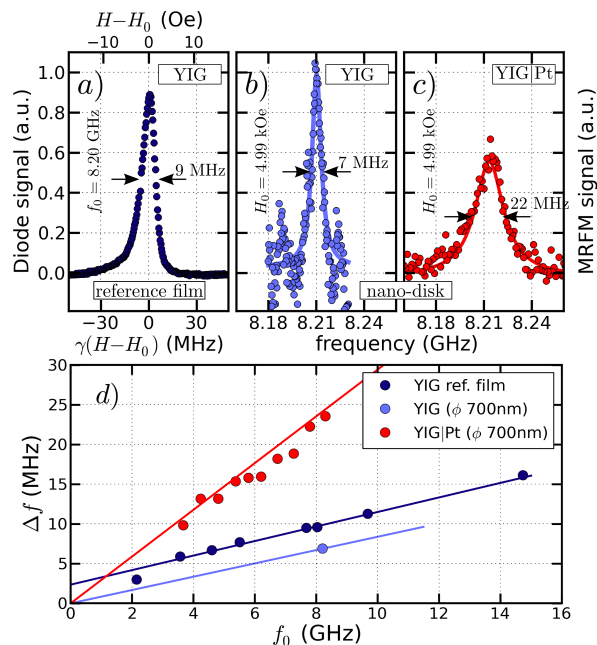 H−H₀ (Oe)
−10 0 10
a) YIG
b) YIG
c) YIG|Pt
1.0
0.8
0.6
0.4
0.2
0.0
Diode signal (a.u.)
MRFM signal (a.u.)
f₀ = 8.20 GHz
H₀ = 4.99 kOe
H₀ = 4.99 kOe
9 MHz
7 MHz
22 MHz
reference film
nano-disk
−30 0 30
8.18 8.21 8.24
8.18 8.21 8.24
γ(H−H₀) (MHz)
frequency (GHz)
d)
YIG ref. film
YIG (ϕ 700nm)
YIG|Pt (ϕ 700nm)
30
25
20
15
10
5
0
Δf (MHz)
0 2 4 6 8 10 12 14 16
f₀ (GHz)